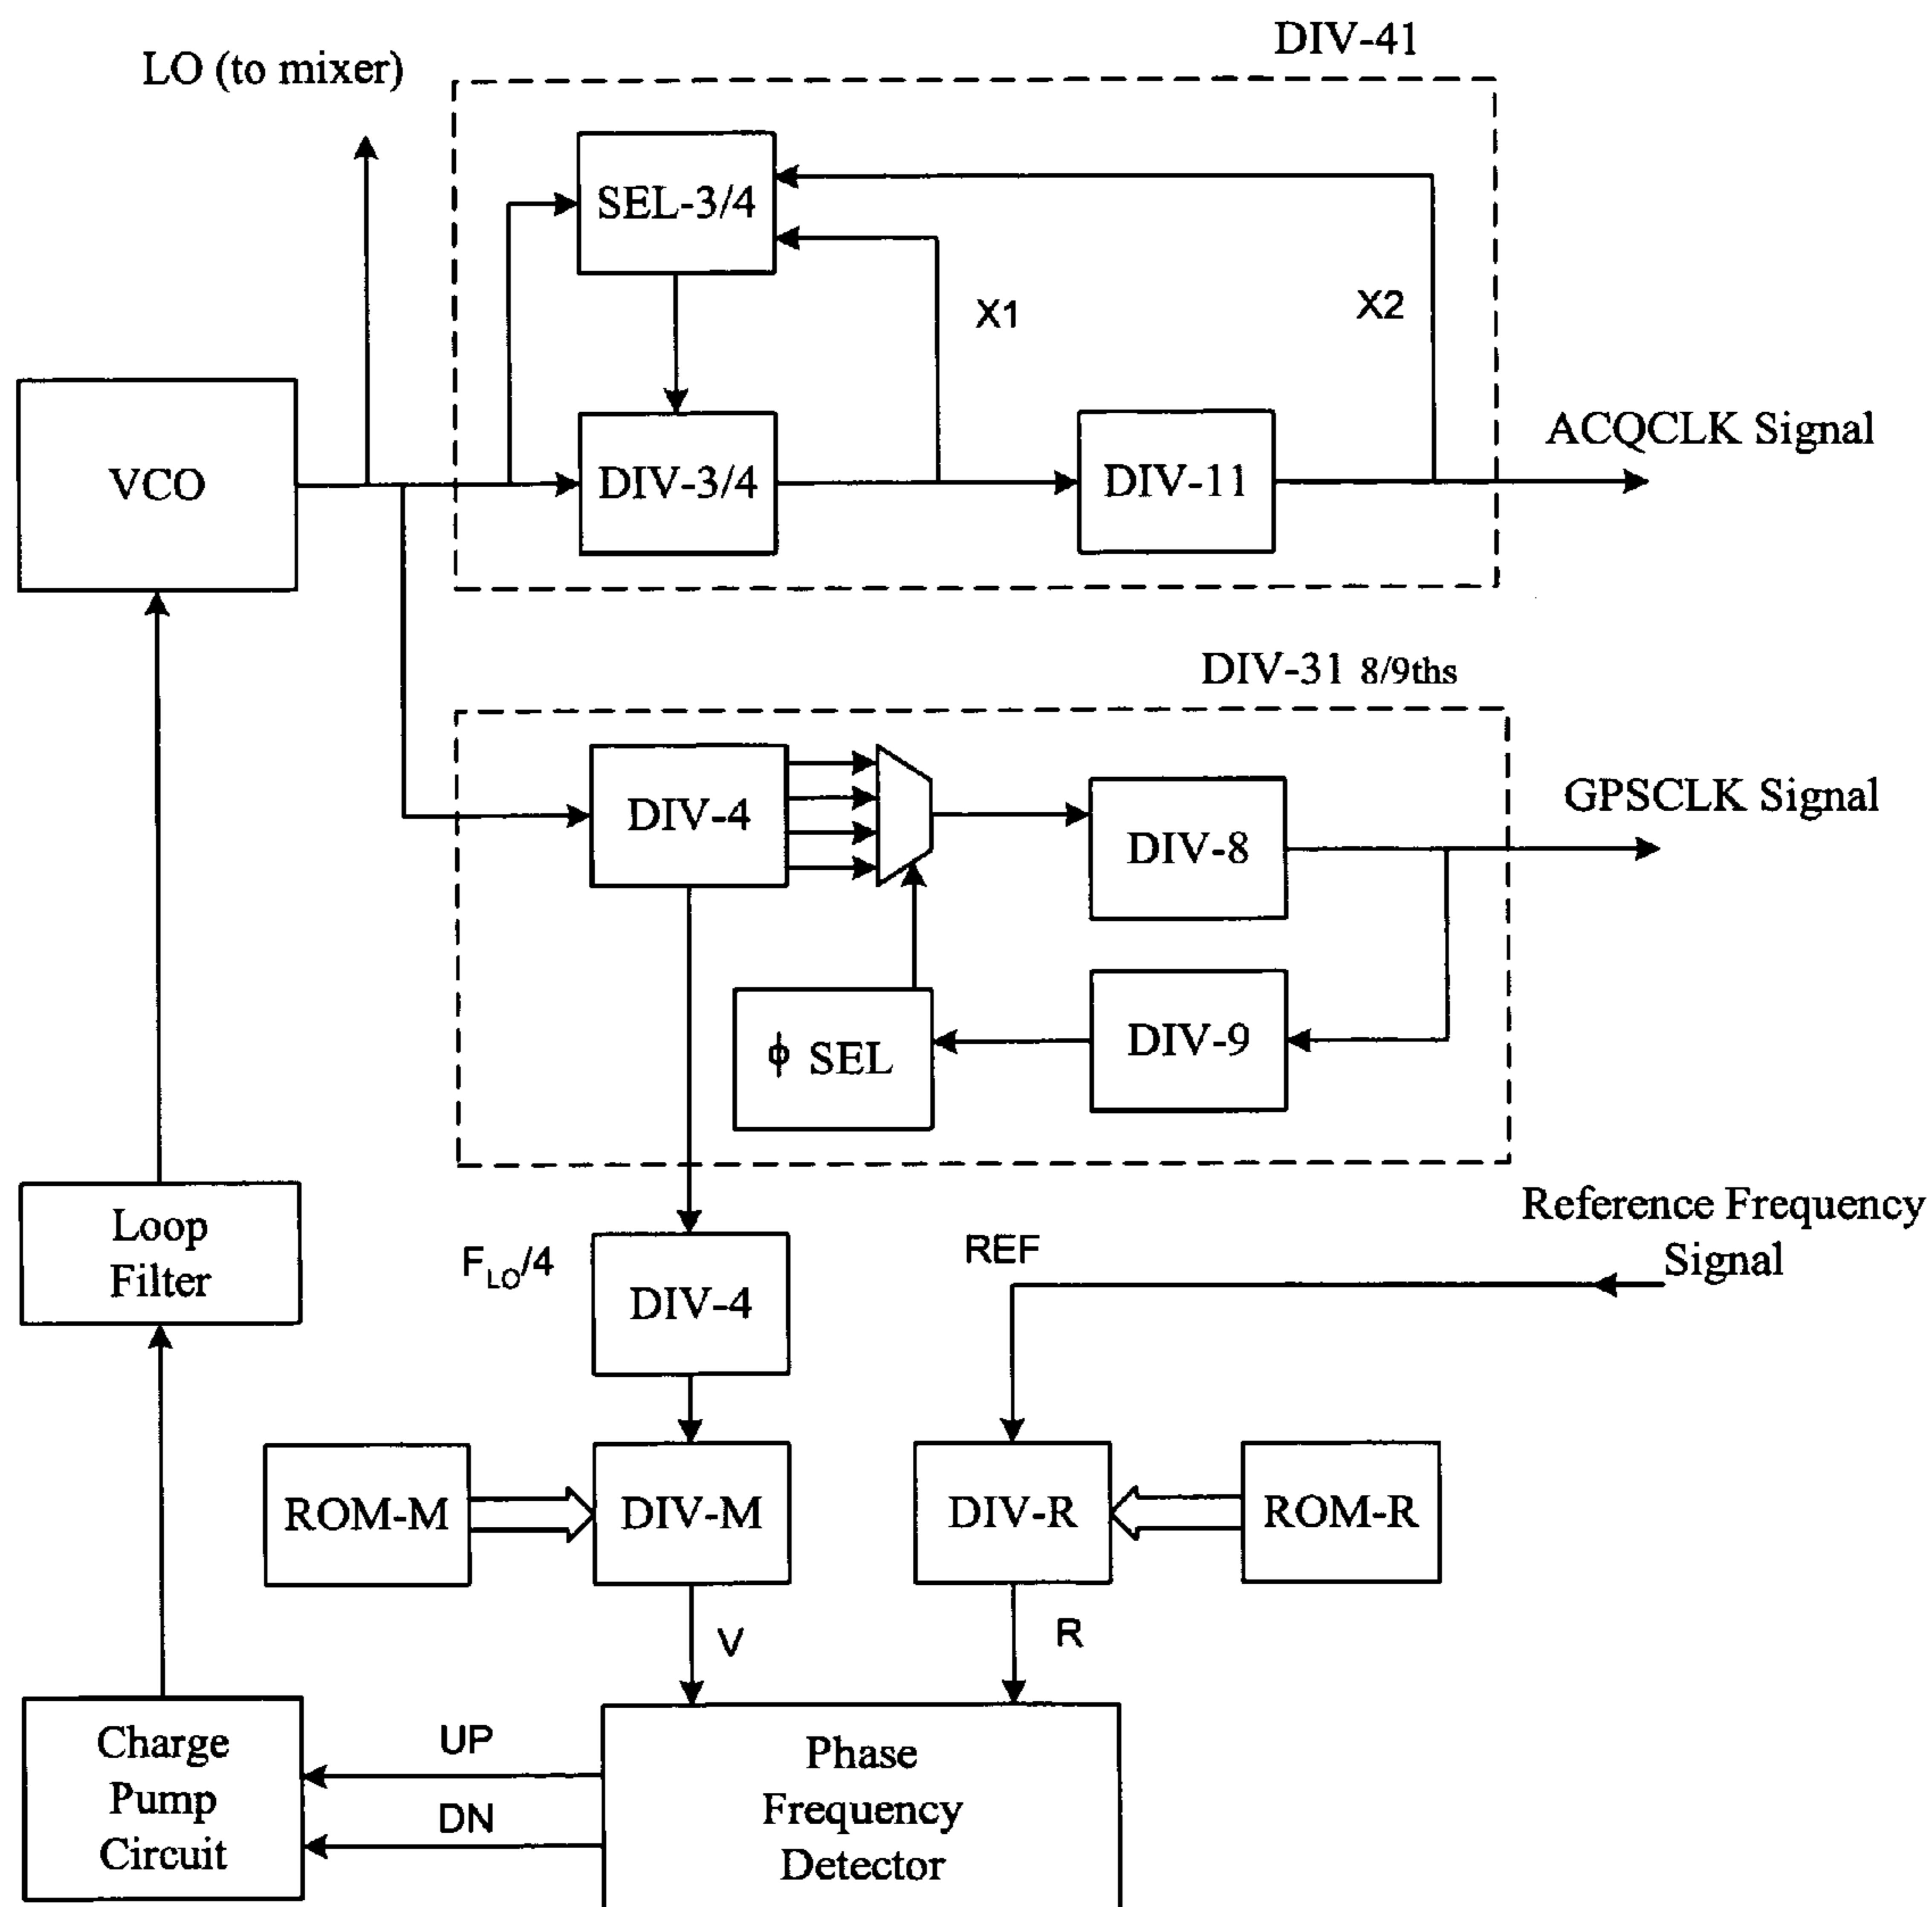 DIV-41
LO (to mixer)
SEL-3/4
X1
X2
VCO
DIV-3/4
DIV-11
ACQCLK Signal
DIV-31 8/9ths
DIV-4
DIV-8
GPSCLK Signal
ϕ SEL
DIV-9
Loop
Filter
F_LO/4
DIV-4
REF
Reference Frequency
Signal
ROM-M
DIV-M
DIV-R
ROM-R
V
R
Charge
Pump
Circuit
UP
DN
Phase
Frequency
Detector